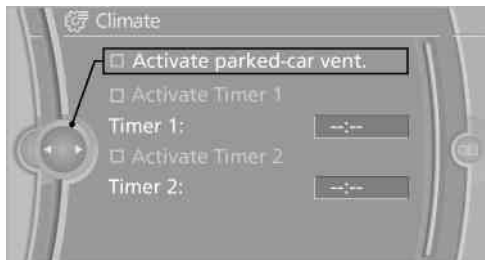 Climate
☐ Activate parked-car vent.
☐ Activate Timer 1
Timer 1: --:--
☐ Activate Timer 2
Timer 2: --:--